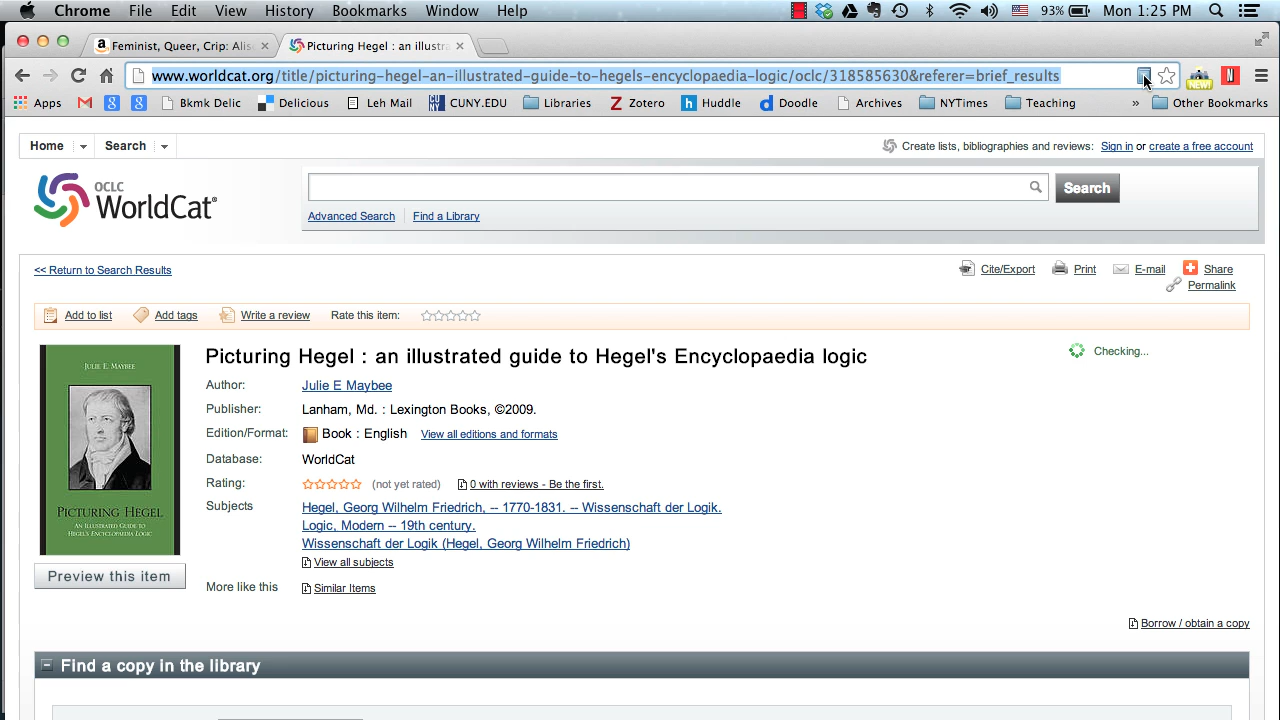 Chrome File Edit View History Bookmarks Window Help 93% Mon 1:25 PM
Feminist, Queer, Crip: Alis
Picturing Hegel : an illustra
www.worldcat.org/title/picturing-hegel-an-illustrated-guide-to-hegels-encyclopaedia-logic/oclc/318585630&referer=brief_results
NEW!
Apps Bkmk Delic Delicious Leh Mail CUNY.EDU Libraries Zotero Huddle Doodle Archives NYTimes Teaching » Other Bookmarks
Home Search Create lists, bibliographies and reviews: Sign in or create a free account
OCLC
WorldCat
Search
Advanced Search Find a Library
<< Return to Search Results Cite/Export Print E-mail Share
Permalink
Add to list Add tags Write a review Rate this item:
Picturing Hegel : an illustrated guide to Hegel's Encyclopaedia logic
Checking...
Author: Julie E Maybee
Publisher: Lanham, Md. : Lexington Books, ©2009.
Edition/Format: Book : English View all editions and formats
Database: WorldCat
Rating: (not yet rated) 0 with reviews - Be the first.
Subjects Hegel, Georg Wilhelm Friedrich, -- 1770-1831. -- Wissenschaft der Logik.
Logic, Modern -- 19th century.
Wissenschaft der Logik (Hegel, Georg Wilhelm Friedrich)
View all subjects
More like this Similar Items
JULIE E. MAYBEE
PICTURING HEGEL
AN ILLUSTRATED GUIDE TO
HEGEL'S ENCYCLOPAEDIA LOGIC
Preview this item
Borrow / obtain a copy
Find a copy in the library